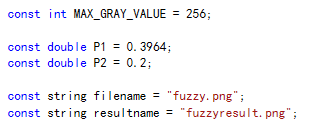 const int MAX_GRAY_VALUE = 256;
const double P1 = 0.3964;
const double P2 = 0.2;
const string filename = "fuzzy.png";
const string resultname = "fuzzyresult.png";